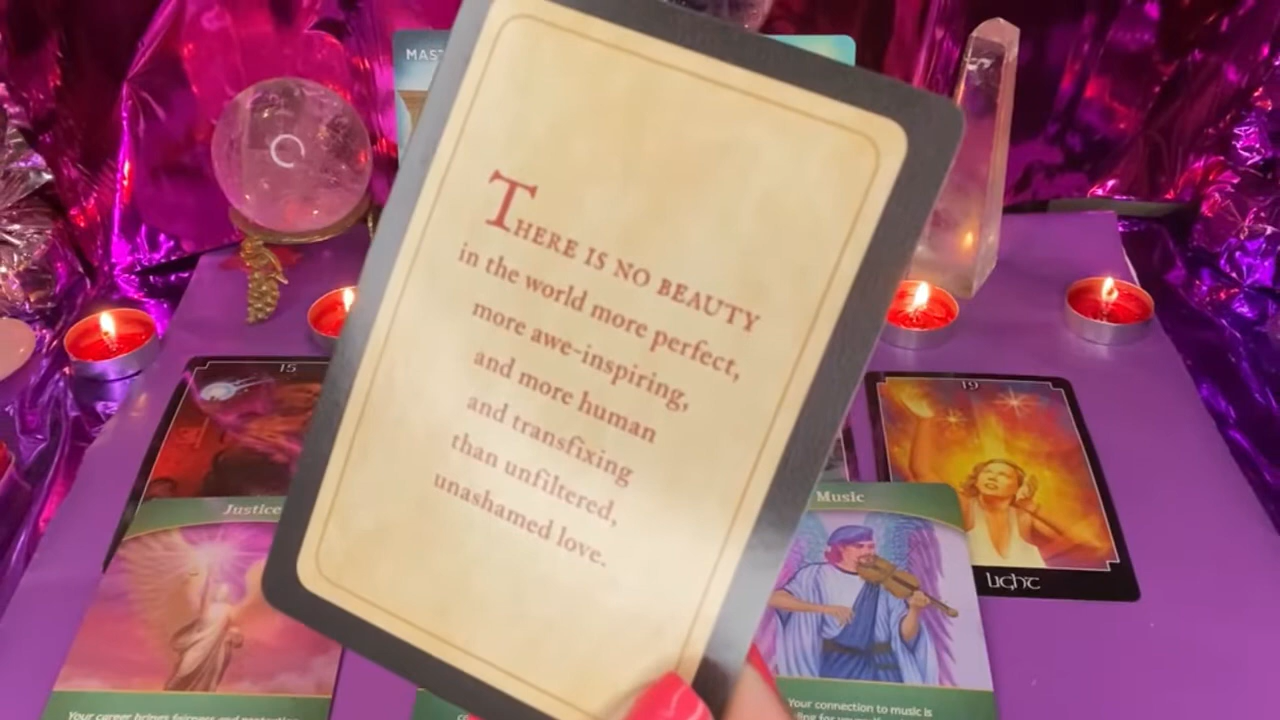 MAST
THERE IS NO BEAUTY
in the world more perfect,
more awe-inspiring,
and more human
and transfixing
than unfiltered,
unashamed love.
15
19
LIGHT
Justice
Music
Your career brings fairness and protection
Your connection to music is